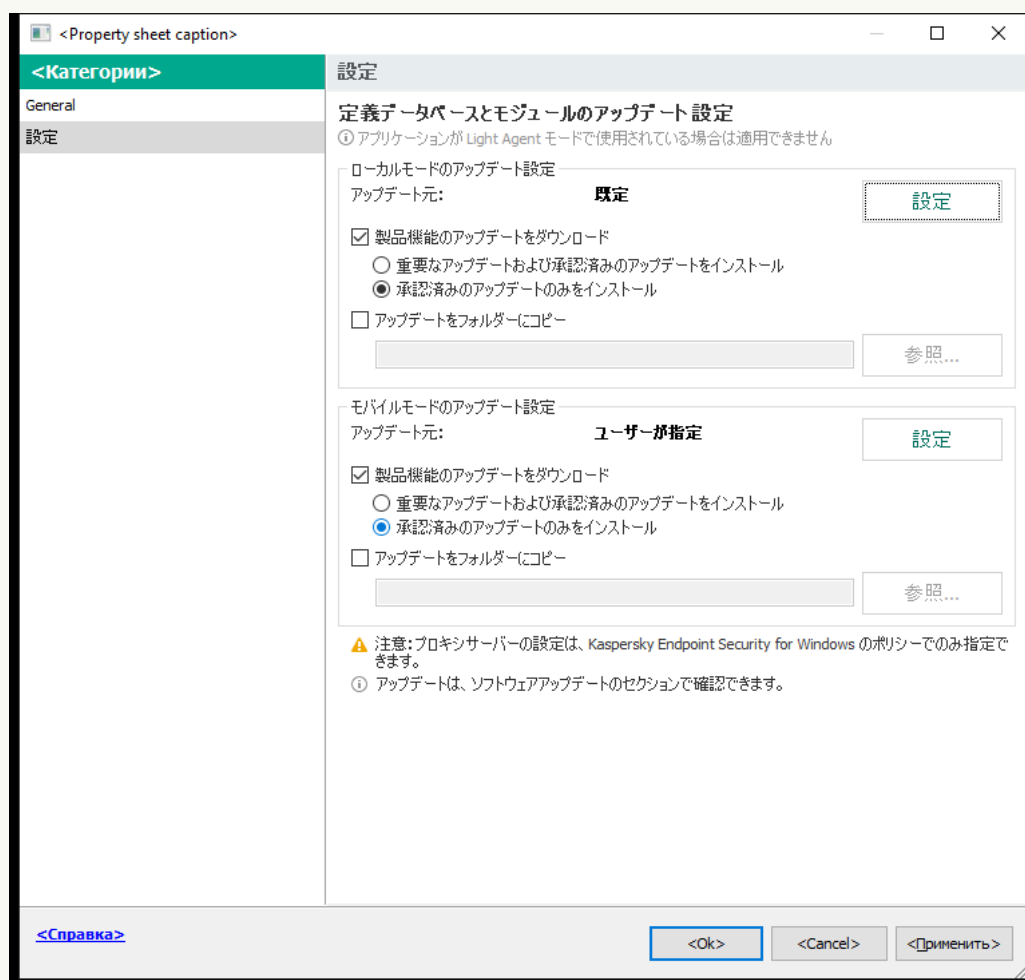 <Property sheet caption>
<Категории>
General
設定
設定
定義データベースとモジュールのアップデート設定
アプリケーションが Light Agent モードで使用されている場合は適用できません
ローカルモードのアップデート設定
アップデート元: 既定 設定
製品機能のアップデートをダウンロード
重要なアップデートおよび承認済みのアップデートをインストール
承認済みのアップデートのみをインストール
アップデートをフォルダーにコピー
参照...
モバイルモードのアップデート設定
アップデート元: ユーザーが指定 設定
製品機能のアップデートをダウンロード
重要なアップデートおよび承認済みのアップデートをインストール
承認済みのアップデートのみをインストール
アップデートをフォルダーにコピー
参照...
注意:プロキシサーバーの設定は、Kaspersky Endpoint Security for Windows のポリシーでのみ指定で
きます。
アップデートは、ソフトウェアアップデートのセクションで確認できます。
<Справка> <Ok> <Cancel> <Применить>